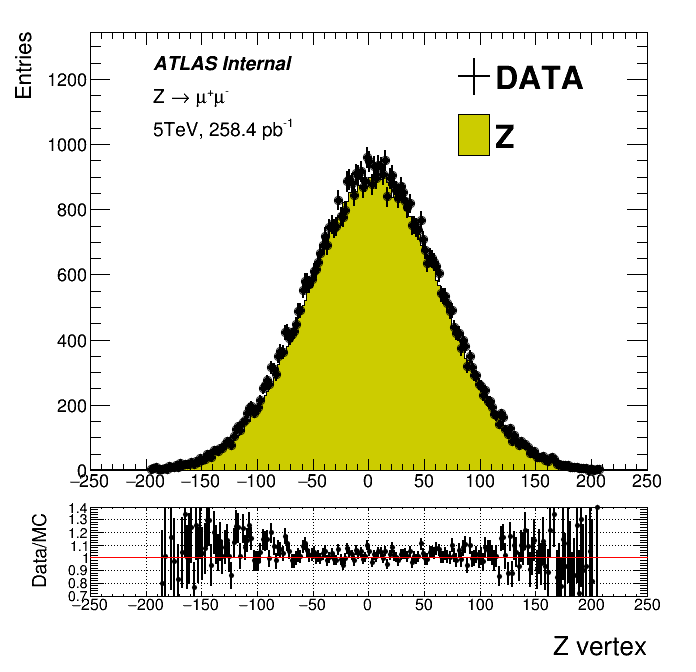 Entries
1200
1000
800
600
400
200
0
ATLAS Internal
Z → μ⁺μ⁻
5TeV, 258.4 pb⁻¹
DATA
Z
−250 −200 −150 −100 −50 0 50 100 150 200 250
Data/MC
1.4
1.3
1.2
1.1
1
0.9
0.8
0.7
−250 −200 −150 −100 −50 0 50 100 150 200 250
Z vertex